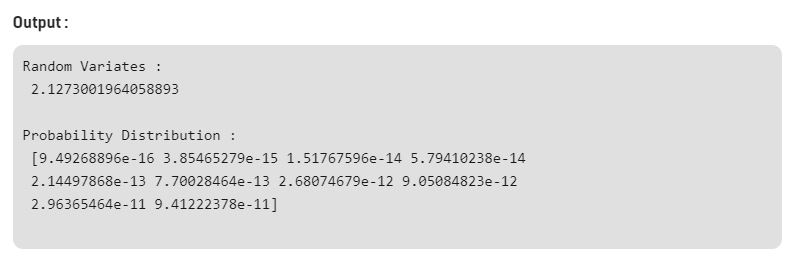 Output :
Random Variates :
2.1273001964058893
Probability Distribution :
[9.49268896e-16 3.85465279e-15 1.51767596e-14 5.79410238e-14
2.14497868e-13 7.70028464e-13 2.68074679e-12 9.05084823e-12
2.96365464e-11 9.41222378e-11]